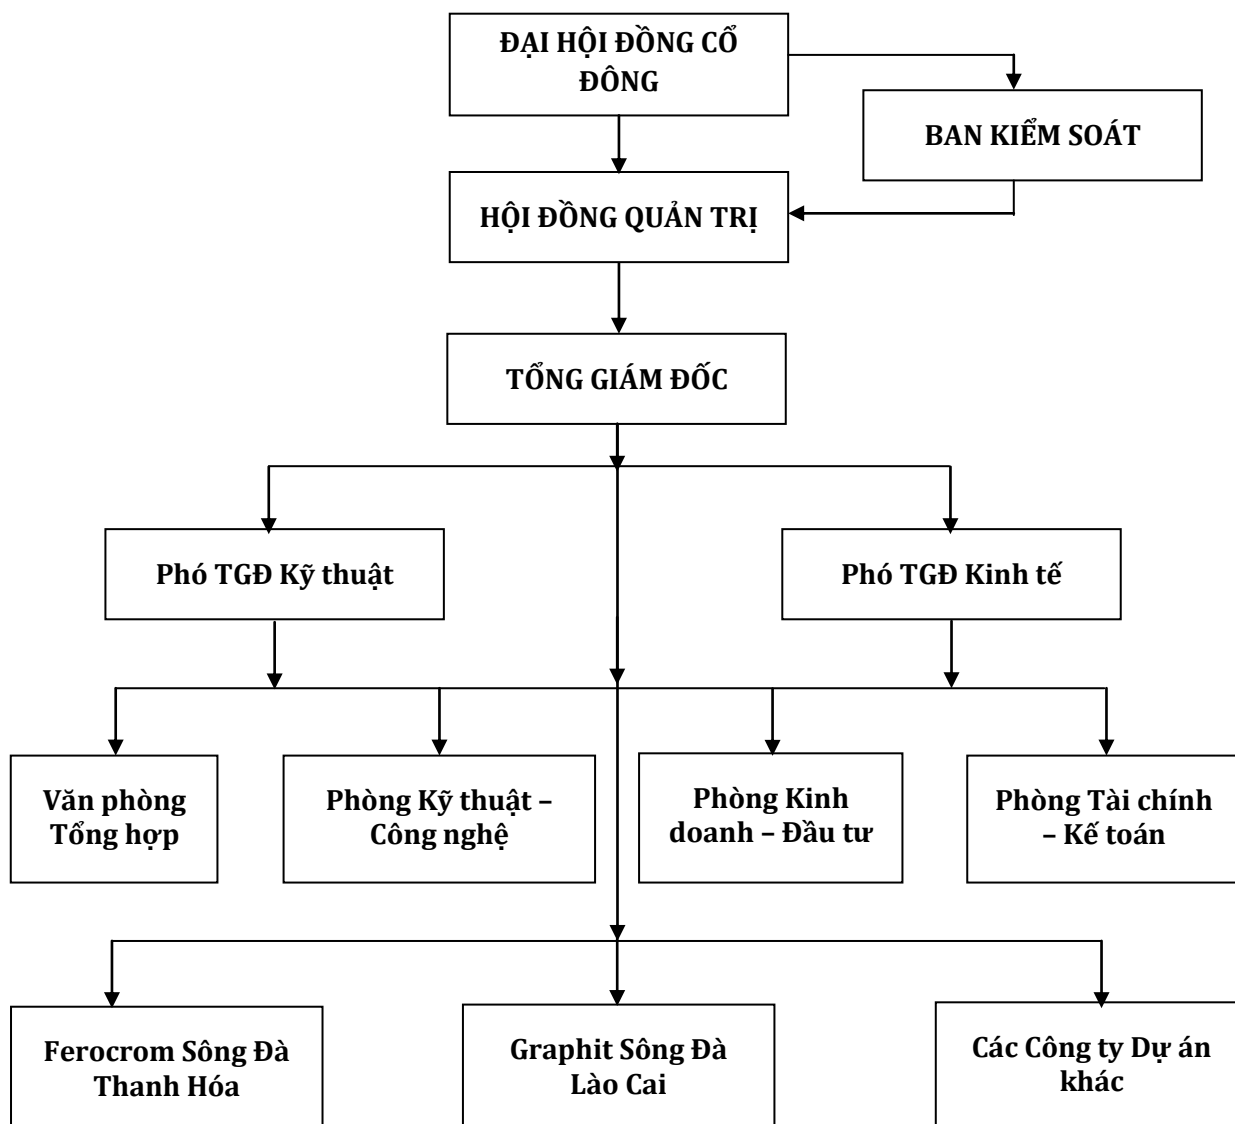 ĐẠI HỘI ĐỒNG CỔ
ĐÔNG
BAN KIỂM SOÁT
HỘI ĐỒNG QUẢN TRỊ
TỔNG GIÁM ĐỐC
Phó TGĐ Kỹ thuật
Phó TGĐ Kinh tế
Văn phòng
Tổng hợp
Phòng Kỹ thuật –
Công nghệ
Phòng Kinh
doanh – Đầu tư
Phòng Tài chính
– Kế toán
Ferocrom Sông Đà
Thanh Hóa
Graphit Sông Đà
Lào Cai
Các Công ty Dự án
khác